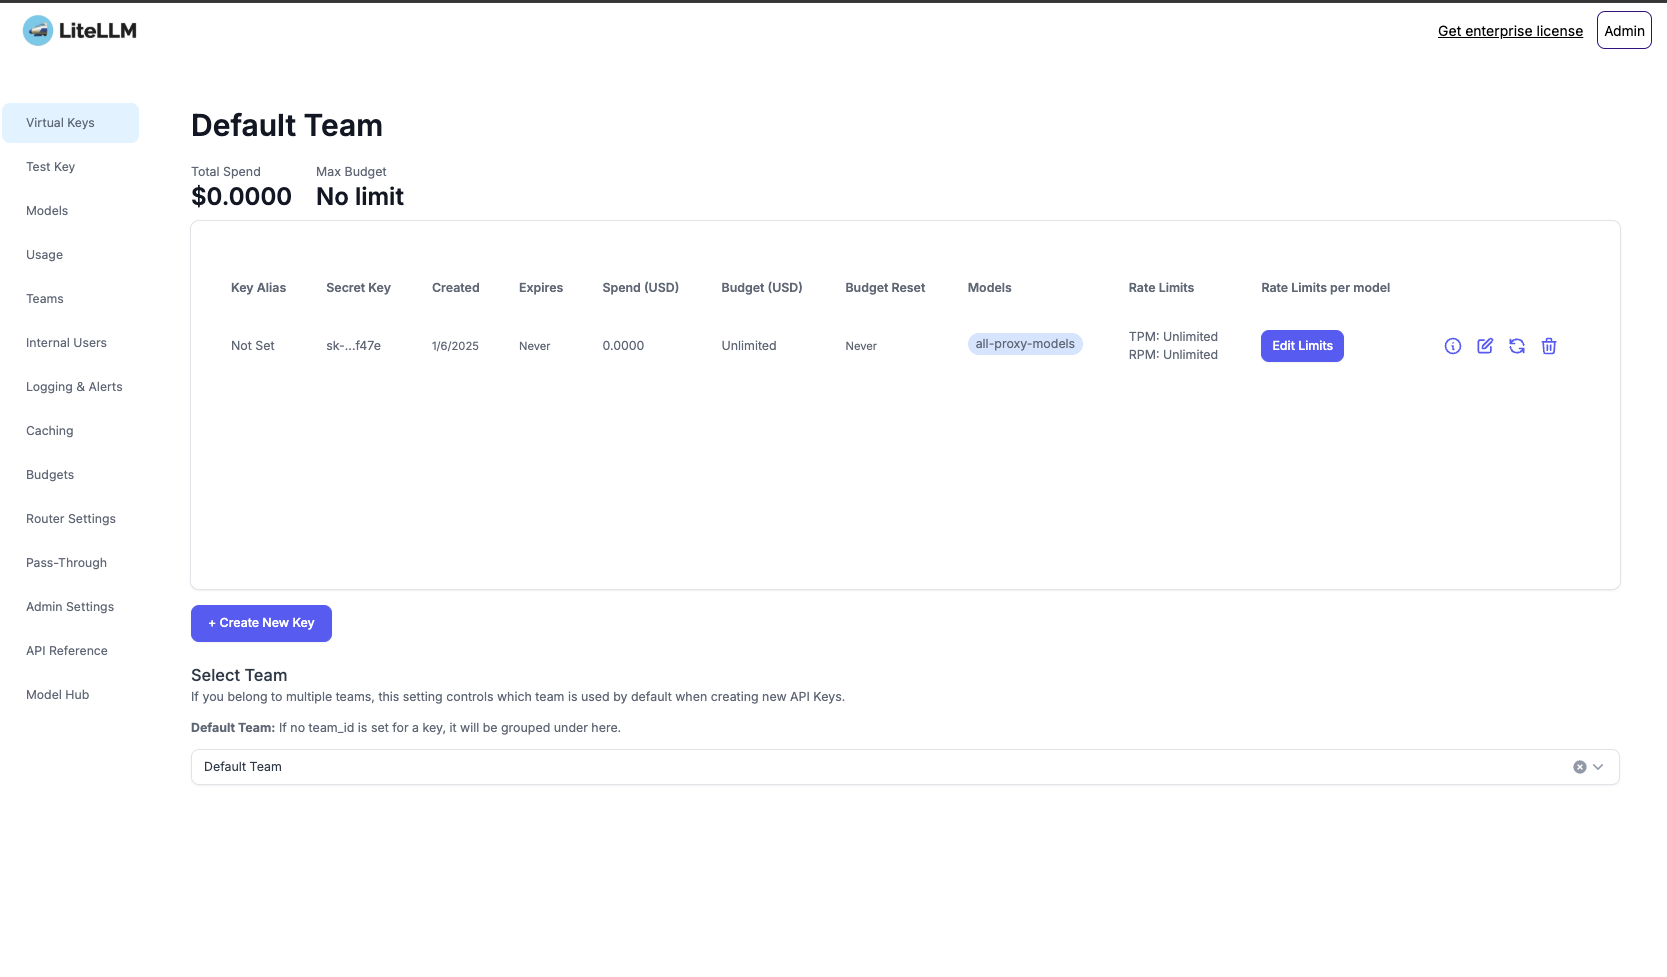 LiteLLM
Get enterprise license
Admin
Virtual Keys
Test Key
Models
Usage
Teams
Internal Users
Logging & Alerts
Caching
Budgets
Router Settings
Pass-Through
Admin Settings
API Reference
Model Hub
Default Team
Total Spend Max Budget
$0.0000 No limit
Key Alias Secret Key Created Expires Spend (USD) Budget (USD) Budget Reset Models Rate Limits Rate Limits per model
Not Set sk-...f47e 1/6/2025 Never 0.0000 Unlimited Never all-proxy-models TPM: Unlimited
RPM: Unlimited
Edit Limits
+ Create New Key
Select Team
If you belong to multiple teams, this setting controls which team is used by default when creating new API Keys.
Default Team: If no team_id is set for a key, it will be grouped under here.
Default Team